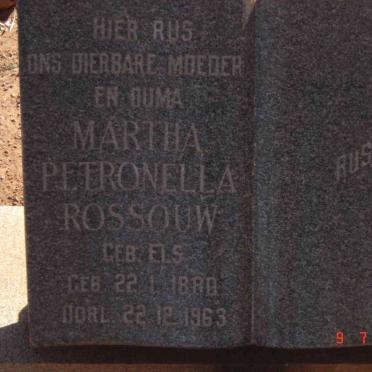 HIER RUS
ONS DIERBARE MOEDER
EN OUMA
MARTHA
PETRONELLA
ROSSOUW
GEB. ELS
GEB. 22.1.1880
OORL. 22.12.1963
RUS
9 7